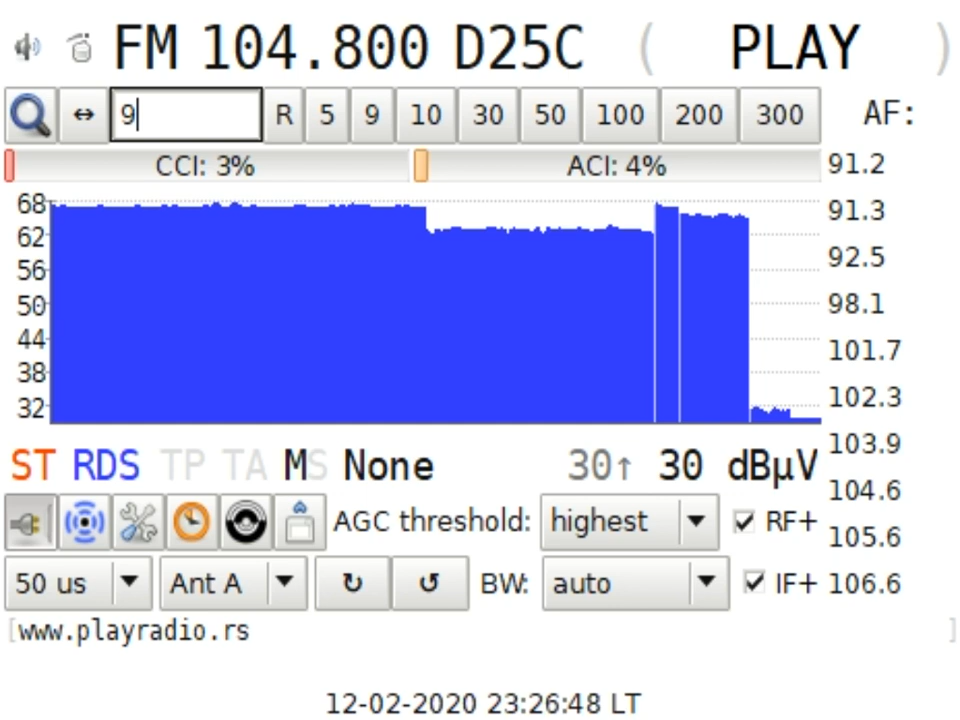 FM 104.800 D25C ( PLAY )
↔ 9 R 5 9 10 30 50 100 200 300 AF:
CCI: 3% ACI: 4% 91.2
68 91.3
62
56 92.5
50 98.1
44 101.7
38
32 102.3
103.9
ST RDS TP TA MS None 30↑ 30 dBµV
104.6
AGC threshold: highest RF+ 105.6
50 us Ant A ↻ ↺ BW: auto IF+ 106.6
[www.playradio.rs ]
12-02-2020 23:26:48 LT